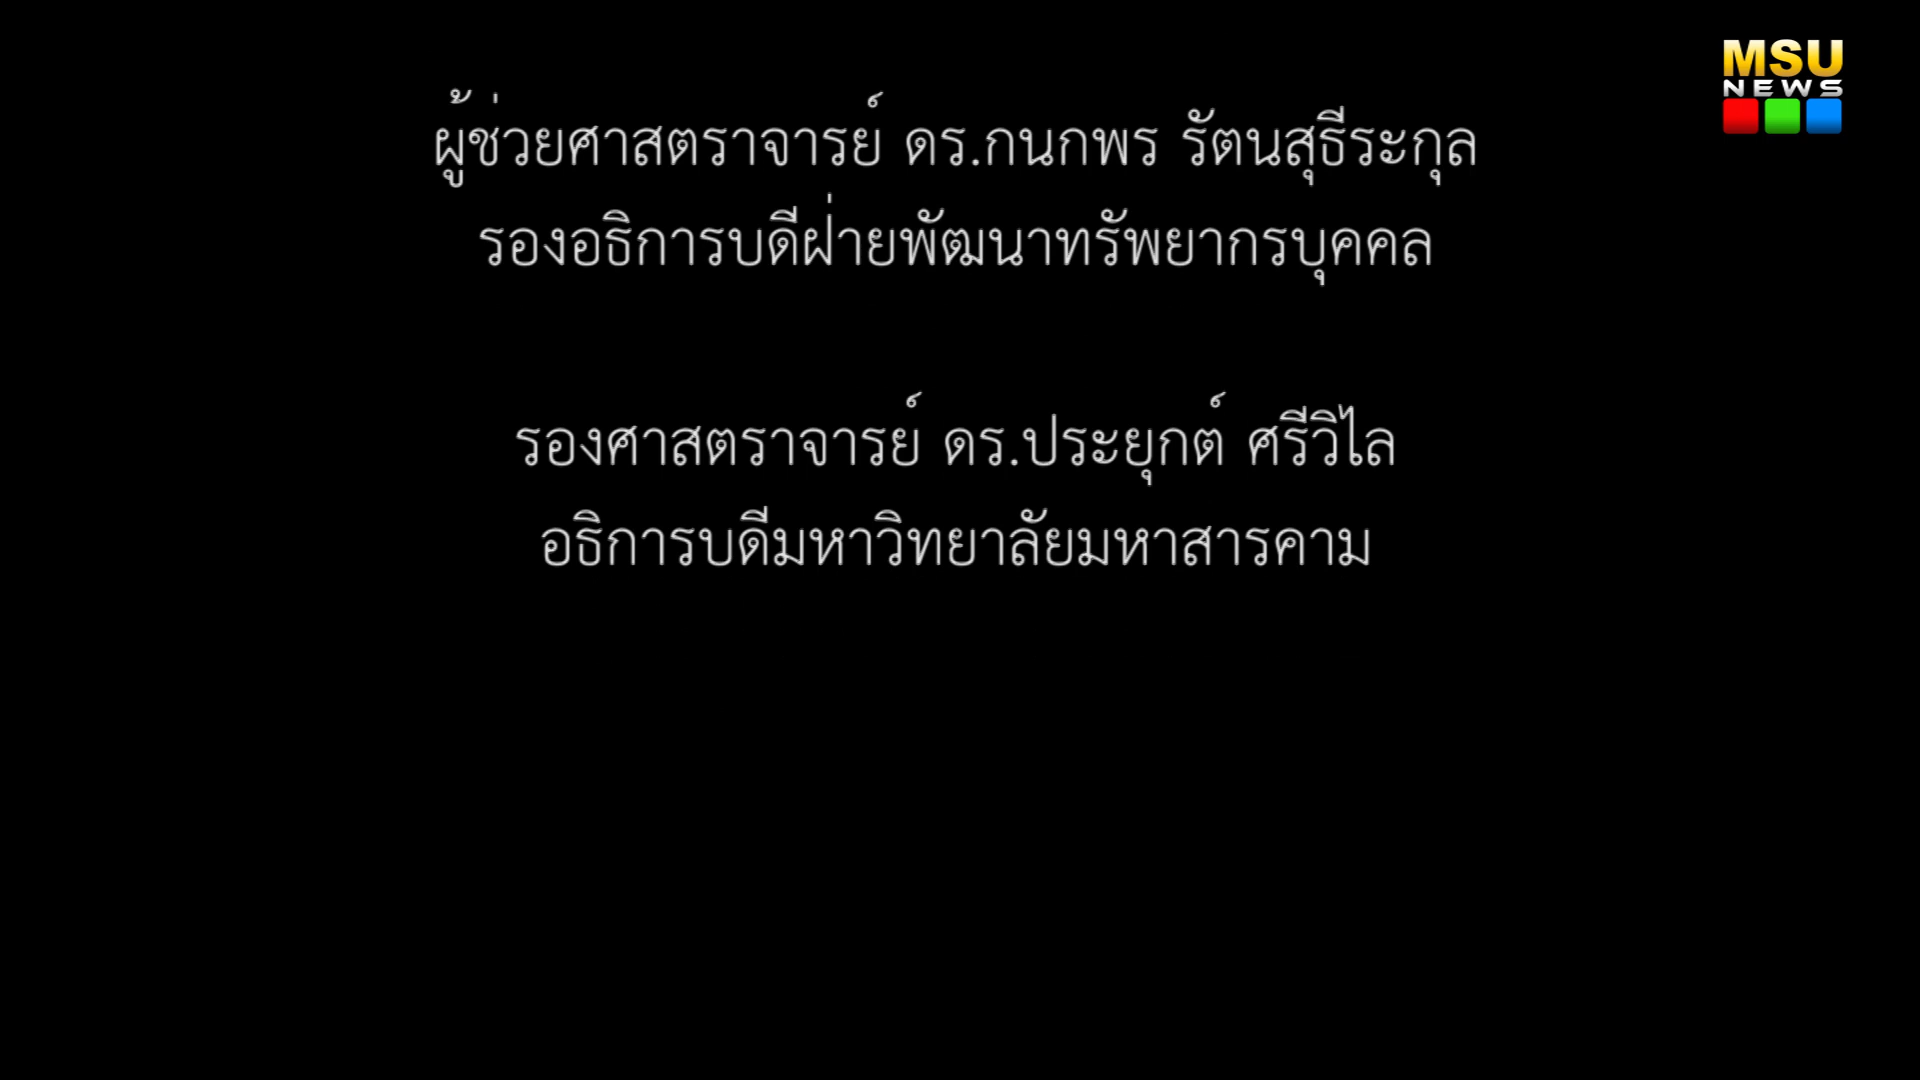 MSU
NEWS
ผู้ช่วยศาสตราจารย์ ดร.กนกพร รัตนสุธีระกุล
รองอธิการบดีฝ่ายพัฒนาทรัพยากรบุคคล
รองศาสตราจารย์ ดร.ประยุกต์ ศรีวิไล
อธิการบดีมหาวิทยาลัยมหาสารคาม